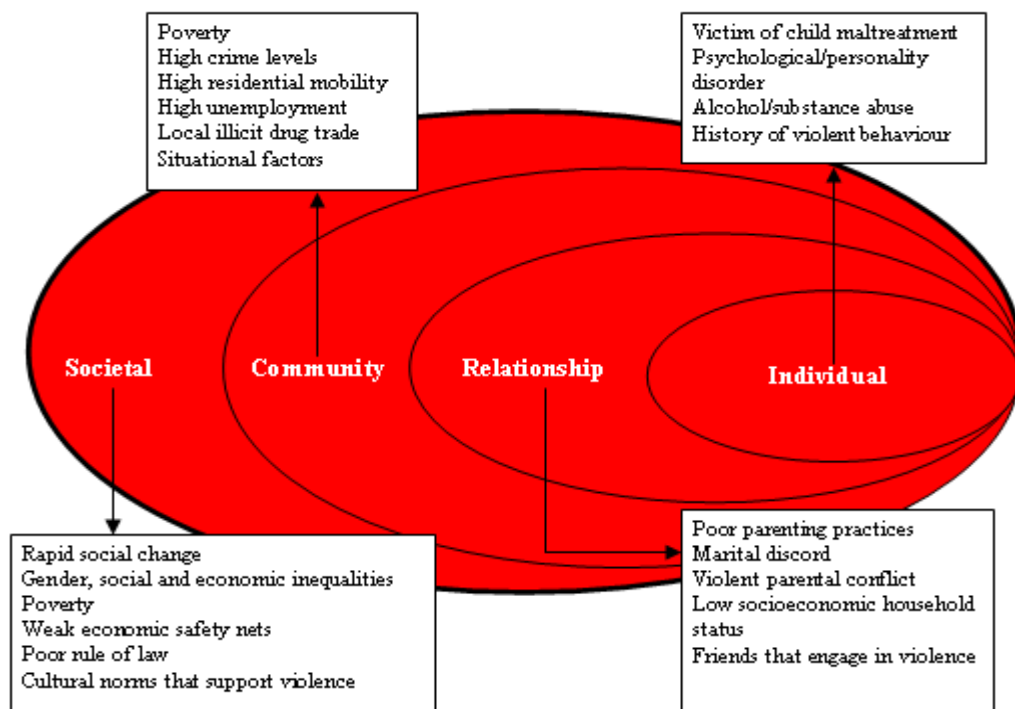 Poverty
High crime levels
High residential mobility
High unemployment
Local illicit drug trade
Situational factors
Victim of child maltreatment
Psychological/personality
disorder
Alcohol/substance abuse
History of violent behaviour
Societal
Community
Relationship
Individual
Rapid social change
Gender, social and economic inequalities
Poverty
Weak economic safety nets
Poor rule of law
Cultural norms that support violence
Poor parenting practices
Marital discord
Violent parental conflict
Low socioeconomic household
status
Friends that engage in violence